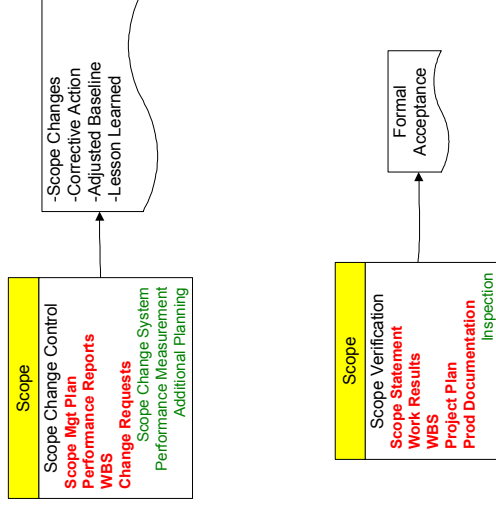 Scope
Scope Change Control
Scope Mgt Plan
Performance Reports
WBS
Change Requests
Scope Change System
Performance Measurement
Additional Planning
-Scope Changes
-Corrective Action
-Adjusted Baseline
-Lesson Learned
Scope
Scope Verification
Scope Statement
Work Results
WBS
Project Plan
Prod Documentation
Inspection
Formal
Acceptance